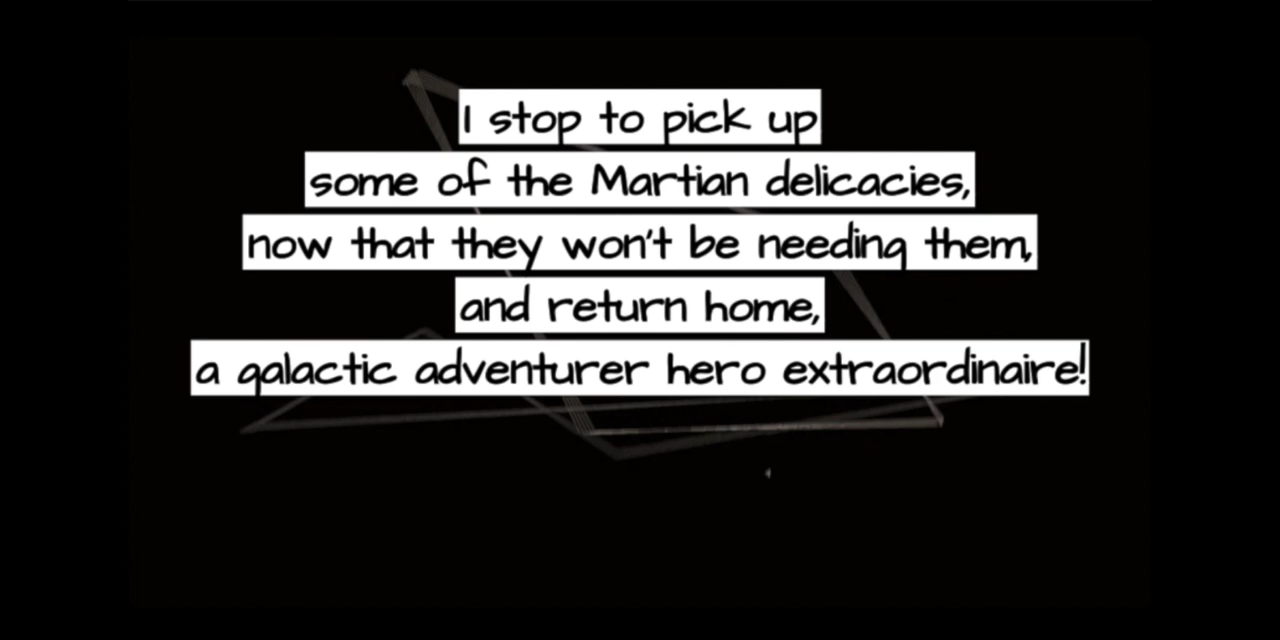 I stop to pick up
some of the Martian delicacies,
now that they won't be needing them,
and return home,
a galactic adventurer hero extraordinaire!